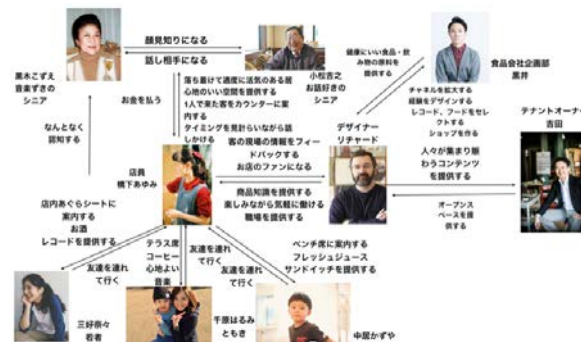 黒木こずえ
音楽ずきの
シニア
顔見知りになる
話し相手になる
小松吉之
お話好きの
シニア
健康にいい食品・飲
み物の原料を
提供する
食品会社企画部
黒井
落ち着けて適度に活気のある居
心地のいい空間を提供する
1人で来た客をカウンターに案
内する
タイミングを見計らいながら話
しかける
お金を払う
チャネルを拡大する
経験をデザインする
レコード、フードをセレ
クトする
ショップを作る
テナントオーナー
吉田
なんとなく
認知する
デザイナー
リチャード
客の現場の情報をフィー
ドバックする
お店のファンになる
人々が集まり賑
わうコンテンツ
を提供する
店員
橋下あゆみ
商品知識を提供する
楽しみながら気軽に働ける
職場を提供する
オープンス
ペースを提
供する
店内あぐらシートに
案内する
お酒
レコードを提供する
テラス席
コーヒー
心地よい
音楽
ベンチ席に案内する
フレッシュジュース
サンドイッチを提供する
友達を連れ
て行く
友達を連れ
て行く
友達を連れ
て行く
三好奈々
若者
千原はるみ
ともき
中居かずや